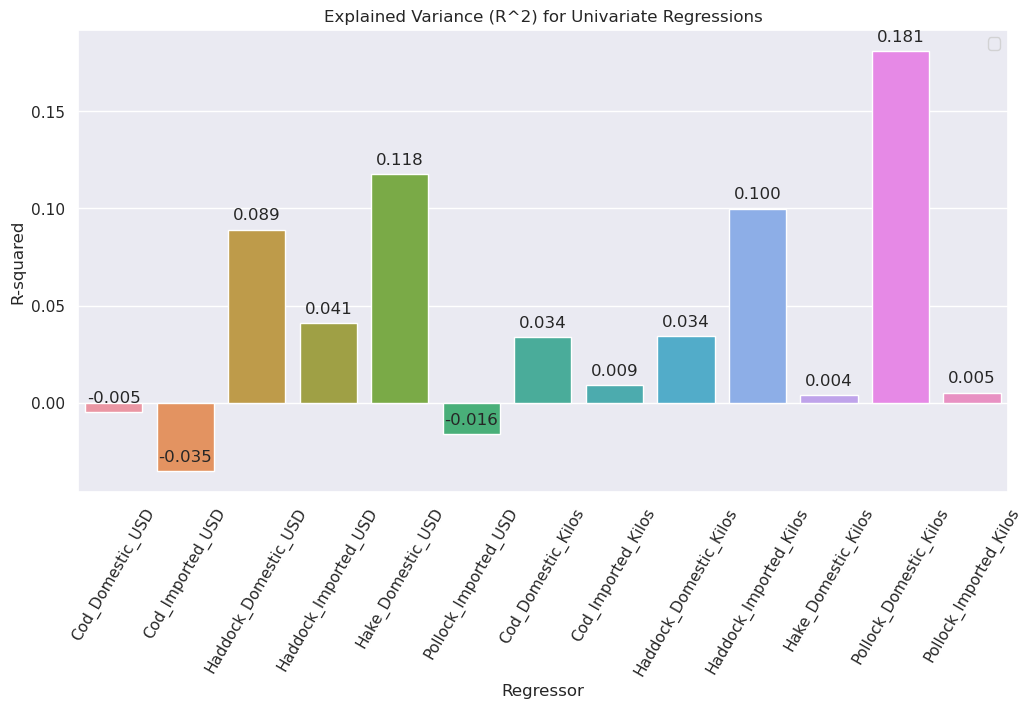 Explained Variance (R^2) for Univariate Regressions
R-squared
0.15
0.10
0.05
0.00
-0.005
-0.035
0.089
0.041
0.118
-0.016
0.034
0.009
0.034
0.100
0.004
0.181
0.005
Cod_Domestic_USD
Cod_Imported_USD
Haddock_Domestic_USD
Haddock_Imported_USD
Hake_Domestic_USD
Pollock_Imported_USD
Cod_Domestic_Kilos
Cod_Imported_Kilos
Haddock_Domestic_Kilos
Haddock_Imported_Kilos
Hake_Domestic_Kilos
Pollock_Domestic_Kilos
Pollock_Imported_Kilos
Regressor